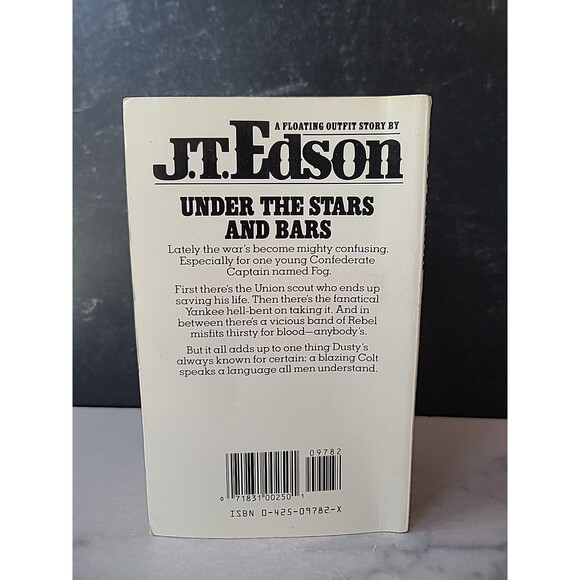 A FLOATING OUTFIT STORY BY
J.T. Edson
UNDER THE STARS
AND BARS
Lately the war's become mighty confusing.
Especially for one young Confederate
Captain named Fog.
First there's the Union scout who ends up
saving his life. Then there's the fanatical
Yankee hell-bent on taking it. And in
between there's a vicious band of Rebel
misfits thirsty for blood—anybody's.
But it all adds up to one thing Dusty's
always known for certain: a blazing Colt
speaks a language all men understand.
09782
0 71831 00250 1
ISBN 0-425-09782-X